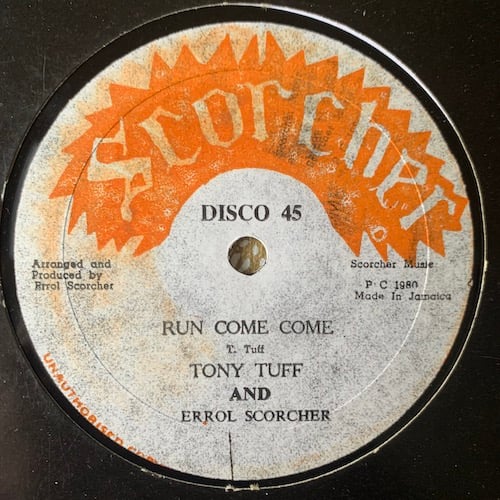 Scorcher
DISCO 45
Arranged and
Produced by
Errol Scorcher
Scorcher Music
P · C 1980
Made In Jamaica
RUN COME COME
T. Tuff
TONY TUFF
AND
ERROL SCORCHER
UNAUTHORISED